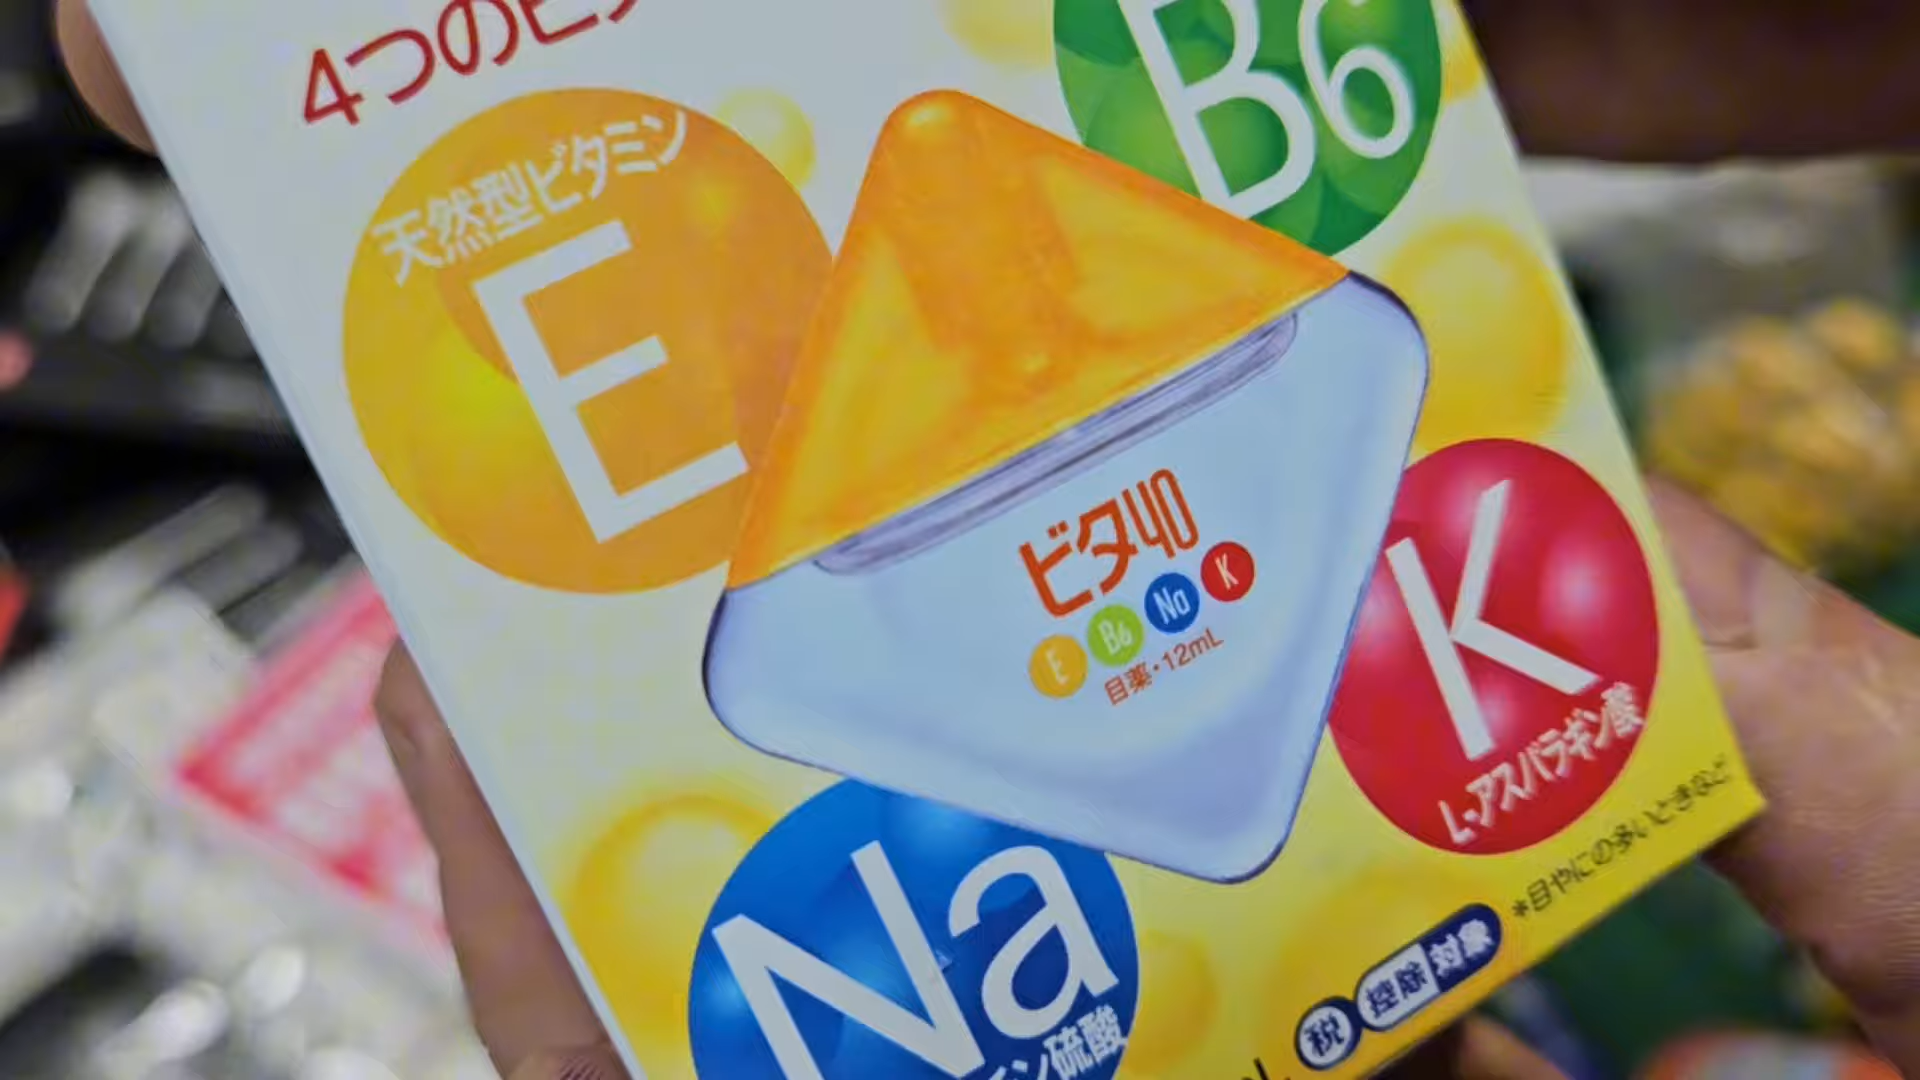 4つのビタ
天然型ビタミン
E
B6
ビタ40
E B6 Na K
目薬・12mL
K
L-アスパラギン酸
Na
ン硫酸
*目やにの多いときなど
税 控除対象